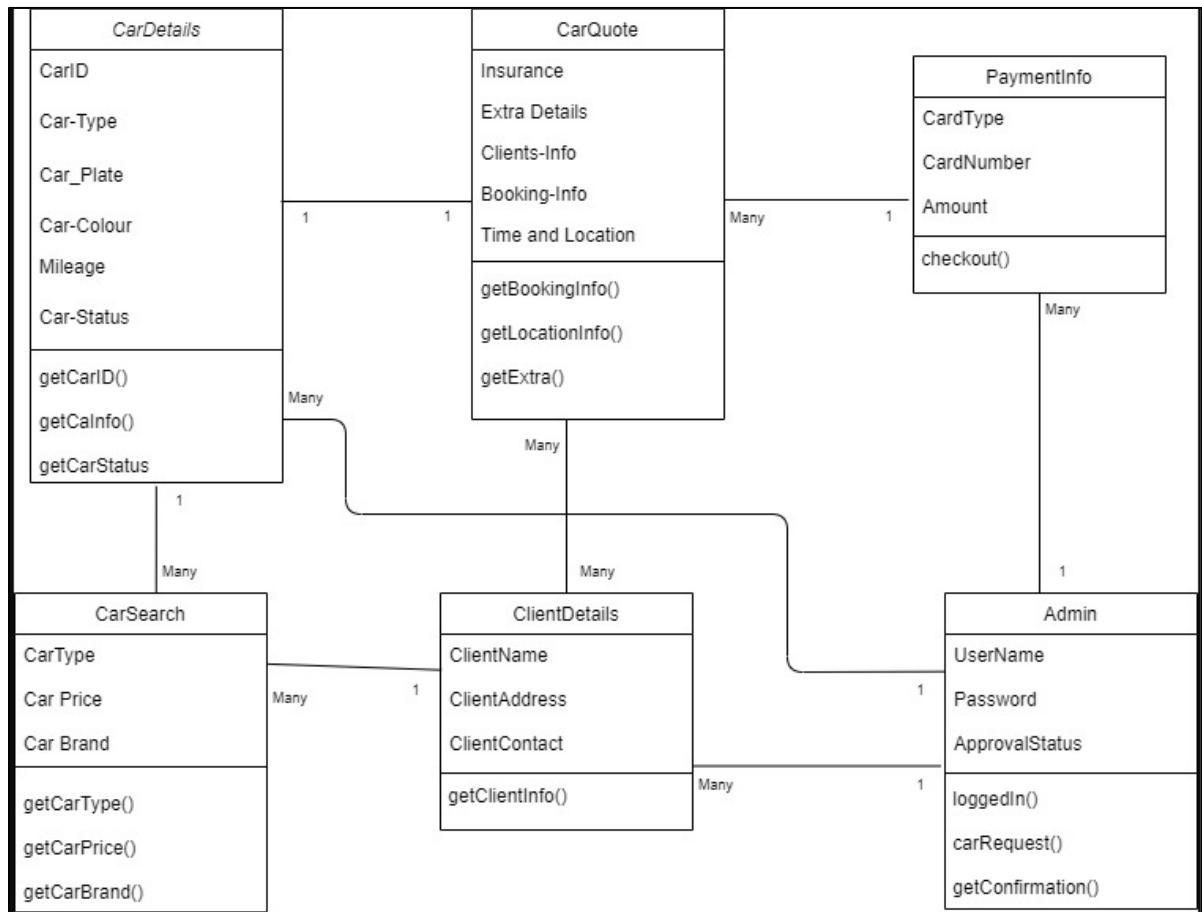 CarDetails
CarID
Car-Type
Car_Plate
Car-Colour
Mileage
Car-Status
getCarID()
getCaInfo()
getCarStatus
CarQuote
Insurance
Extra Details
Clients-Info
Booking-Info
Time and Location
getBookingInfo()
getLocationInfo()
getExtra()
PaymentInfo
CardType
CardNumber
Amount
checkout()
1
1
Many
1
Many
Many
Many
1
Many
Many
1
CarSearch
CarType
Car Price
Car Brand
getCarType()
getCarPrice()
getCarBrand()
Many
1
ClientDetails
ClientName
ClientAddress
ClientContact
getClientInfo()
1
Many
1
Admin
UserName
Password
ApprovalStatus
loggedIn()
carRequest()
getConfirmation()